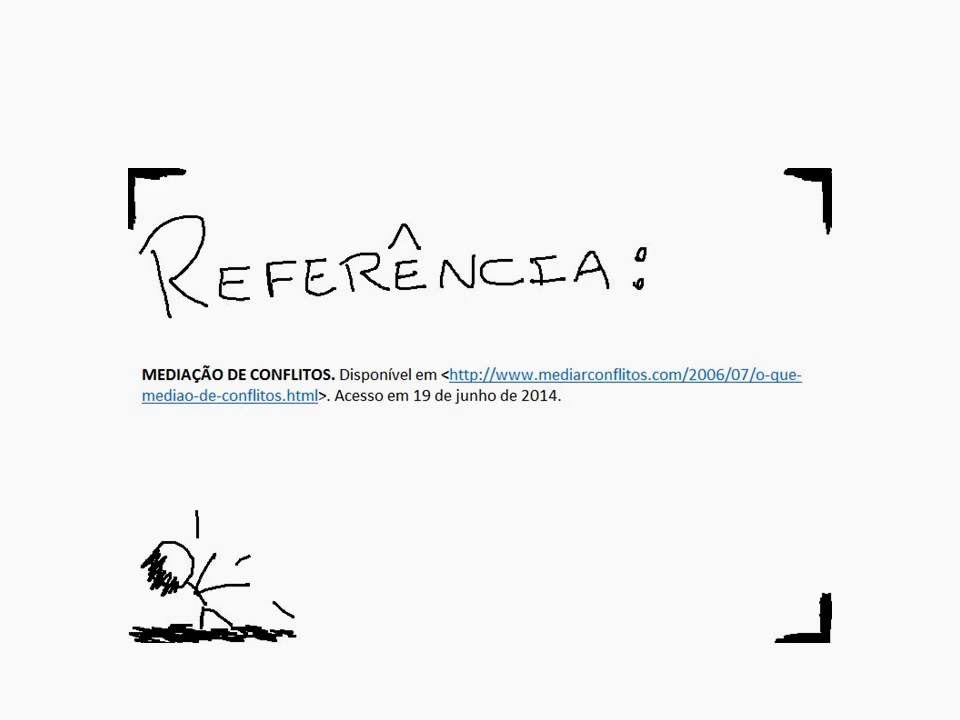 REFERÊNCIA:
MEDIAÇÃO DE CONFLITOS. Disponível em <http://www.mediarconflitos.com/2006/07/o-que-
mediao-de-conflitos.html>. Acesso em 19 de junho de 2014.